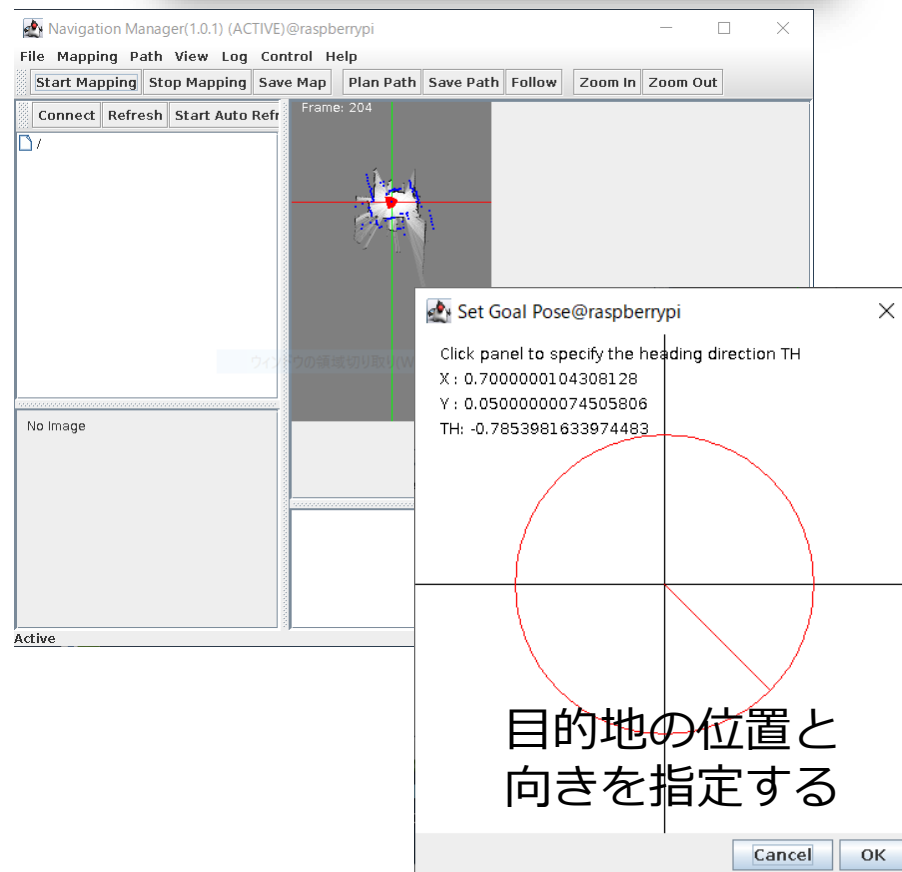 Navigation Manager(1.0.1) (ACTIVE)@raspberrypi
File Mapping Path View Log Control Help
Start Mapping Stop Mapping Save Map Plan Path Save Path Follow Zoom In Zoom Out
Connect Refresh Start Auto Refr
Frame: 204
/
Set Goal Pose@raspberrypi
Click panel to specify the heading direction TH
X : 0.7000000104308128
Y : 0.05000000074505806
TH: -0.7853981633974483
No Image
目的地の位置と
向きを指定する
Active
Cancel OK